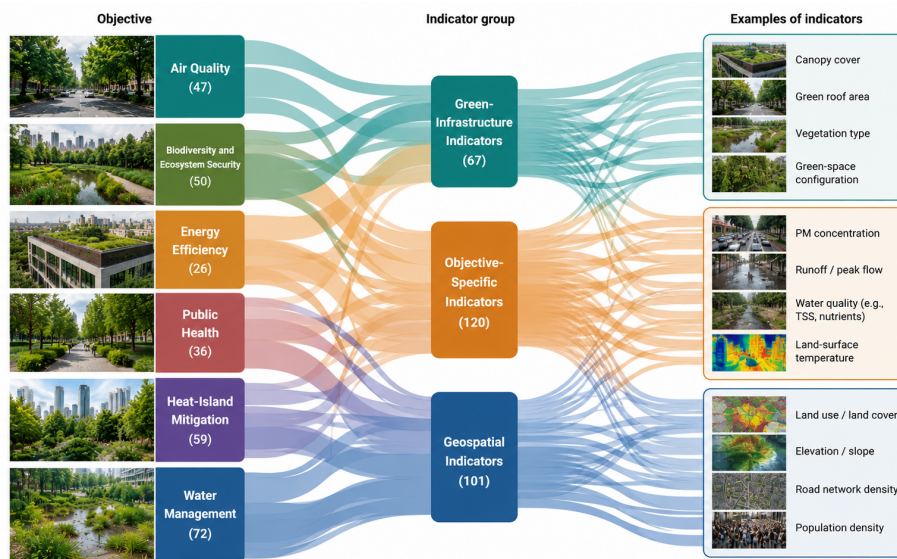 Objective
Indicator group
Examples of indicators
Air Quality
(47)
Biodiversity and
Ecosystem Security
(50)
Energy
Efficiency
(26)
Public
Health
(36)
Heat-Island
Mitigation
(59)
Water
Management
(72)
Green-
Infrastructure
Indicators
(67)
Objective-
Specific
Indicators
(120)
Geospatial
Indicators
(101)
Canopy cover
Green roof area
Vegetation type
Green-space
configuration
PM concentration
Runoff / peak flow
Water quality (e.g.,
TSS, nutrients)
Land-surface
temperature
Land use / land cover
Elevation / slope
Road network density
Population density